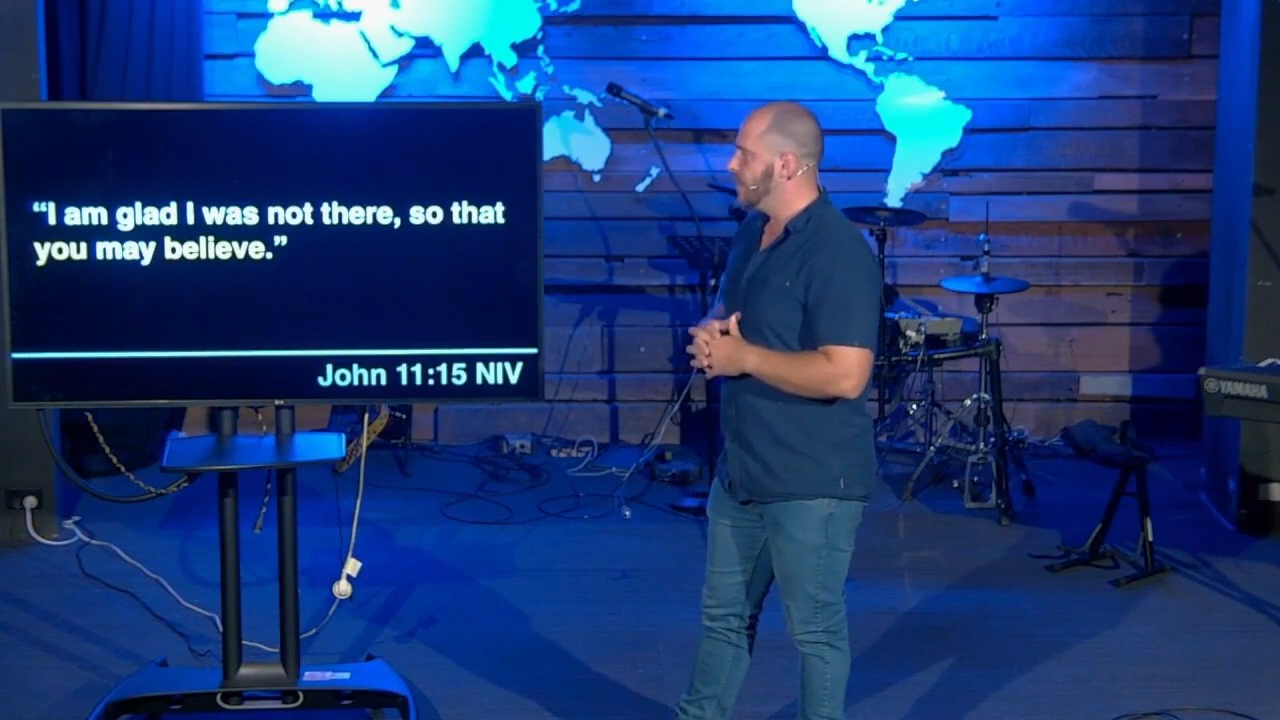 “I am glad I was not there, so that
you may believe.”
John 11:15 NIV
YAMAHA